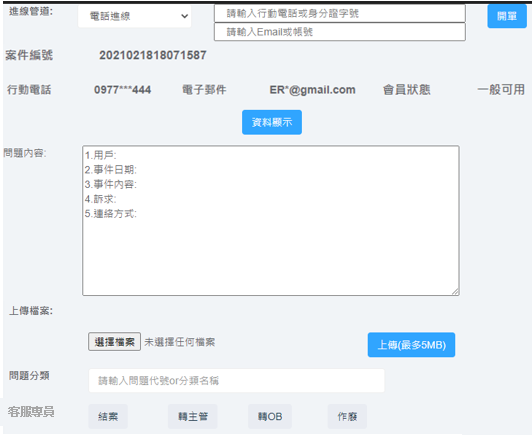 進線管道: 電話進線 請輸入行動電話或身分證字號 開單
請輸入Email或帳號
案件編號 2021021818071587
行動電話 0977***444 電子郵件 ER*@gmail.com 會員狀態 一般可用
資料顯示
問題內容:
1.用戶:
2.事件日期:
3.事件內容:
4.訴求:
5.連絡方式:
上傳檔案:
選擇檔案 未選擇任何檔案 上傳(最多5MB)
問題分類 請輸入問題代號or分類名稱
客服專員 結案 轉主管 轉OB 作廢